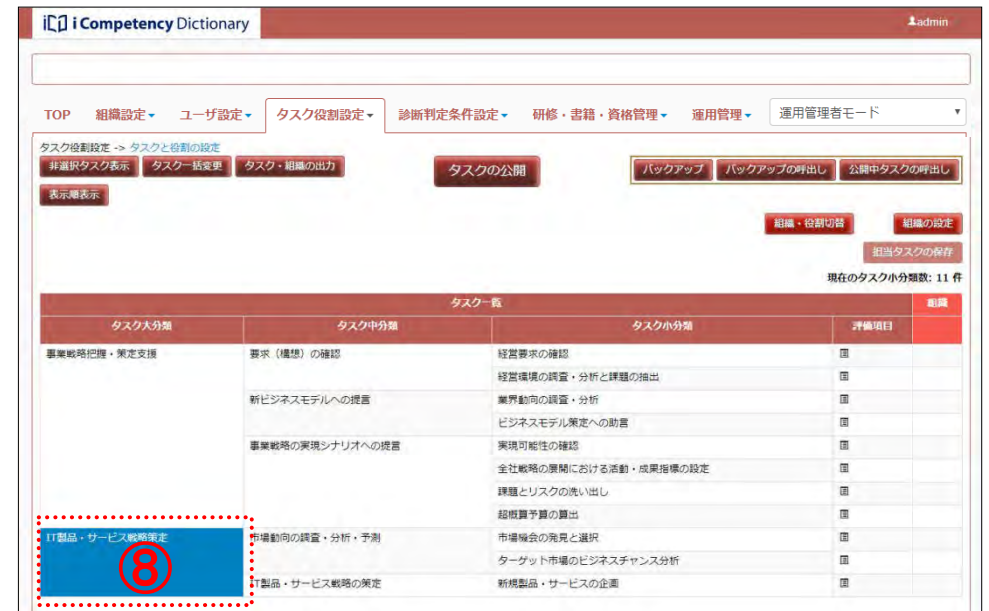 i Competency Dictionary
admin
TOP 組織設定 ユーザ設定 タスク役割設定 診断判定条件設定 研修・書籍・資格管理 運用管理 運用管理者モード
タスク役割設定 -> タスクと役割の設定
非選択タスク表示 タスク一括変更 タスク・組織の出力 タスクの公開 バックアップ バックアップの呼出し 公開中タスクの呼出し
表示順表示
組織・役割切替 組織の設定
担当タスクの保存
現在のタスク小分類数: 11 件
タスク一覧 組織
タスク大分類 タスク中分類 タスク小分類 評価項目
事業戦略把握・策定支援 要求（構想）の確認 経営要求の確認
経営環境の調査・分析と課題の抽出
新ビジネスモデルへの提言 業界動向の調査・分析
ビジネスモデル策定への助言
事業戦略の実現シナリオへの提言 実現可能性の確認
全社戦略の展開における活動・成果指標の設定
課題とリスクの洗い出し
超概算予算の算出
IT製品・サービス戦略策定 市場動向の調査・分析・予測 市場機会の発見と選択
ターゲット市場のビジネスチャンス分析
⑧
IT製品・サービス戦略の策定 新規製品・サービスの企画